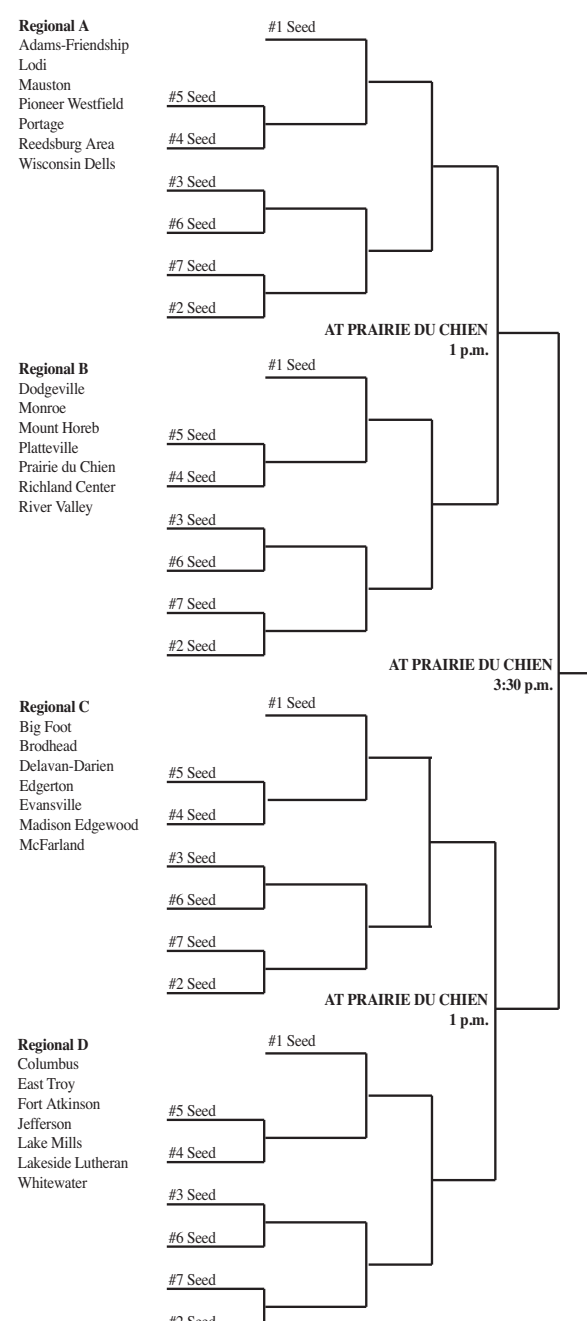 Regional A
Adams-Friendship
Lodi
Mauston
Pioneer Westfield
Portage
Reedsburg Area
Wisconsin Dells
#1 Seed
#5 Seed
#4 Seed
#3 Seed
#6 Seed
#7 Seed
#2 Seed
AT PRAIRIE DU CHIEN
1 p.m.
Regional B
Dodgeville
Monroe
Mount Horeb
Platteville
Prairie du Chien
Richland Center
River Valley
#1 Seed
#5 Seed
#4 Seed
#3 Seed
#6 Seed
#7 Seed
#2 Seed
AT PRAIRIE DU CHIEN
3:30 p.m.
Regional C
Big Foot
Brodhead
Delavan-Darien
Edgerton
Evansville
Madison Edgewood
McFarland
#1 Seed
#5 Seed
#4 Seed
#3 Seed
#6 Seed
#7 Seed
#2 Seed
AT PRAIRIE DU CHIEN
1 p.m.
Regional D
Columbus
East Troy
Fort Atkinson
Jefferson
Lake Mills
Lakeside Lutheran
Whitewater
#1 Seed
#5 Seed
#4 Seed
#3 Seed
#6 Seed
#7 Seed
#2 Seed